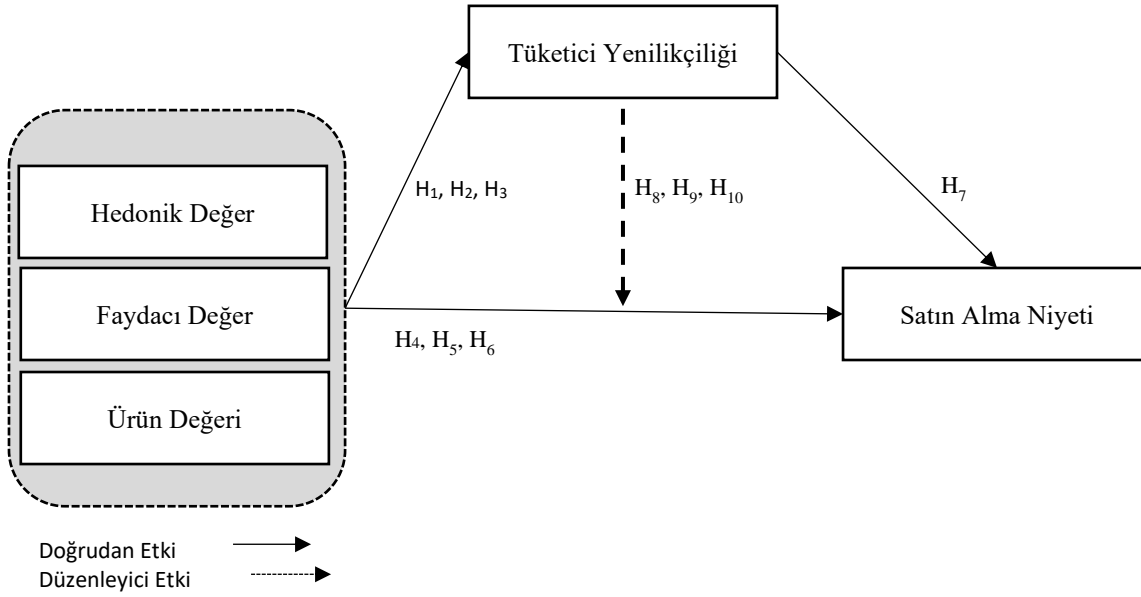 Tüketici Yenilikçiliği
Hedonik Değer
Faydacı Değer
Ürün Değeri
H₁, H₂, H₃
H₈, H₉, H₁₀
H₇
H₄, H₅, H₆
Satın Alma Niyeti
Doğrudan Etki
Düzenleyici Etki